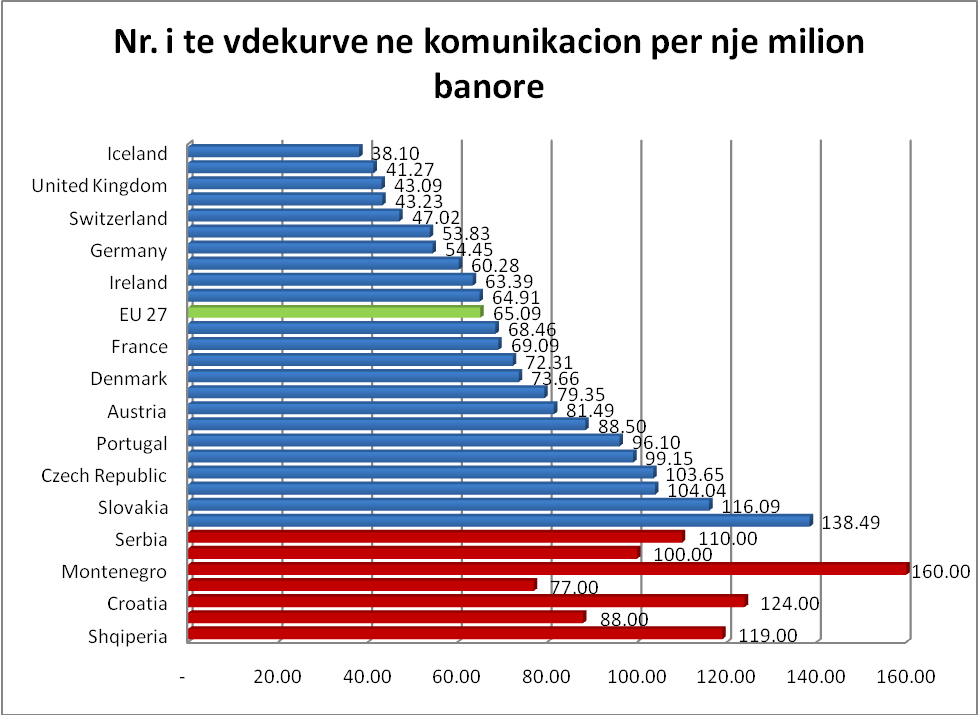 Nr. i te vdekurve ne komunikacion per nje milion
banore
Iceland 38.10
41.27
United Kingdom 43.09
43.23
Switzerland 47.02
53.83
Germany 54.45
60.28
Ireland 63.39
64.91
EU 27 65.09
68.46
France 69.09
72.31
Denmark 73.66
79.35
Austria 81.49
88.50
Portugal 96.10
99.15
Czech Republic 103.65
104.04
Slovakia 116.09
138.49
Serbia 110.00
100.00
Montenegro 160.00
77.00
Croatia 124.00
88.00
Shqiperia 119.00
- 20.00 40.00 60.00 80.00 100.00 120.00 140.00 160.00